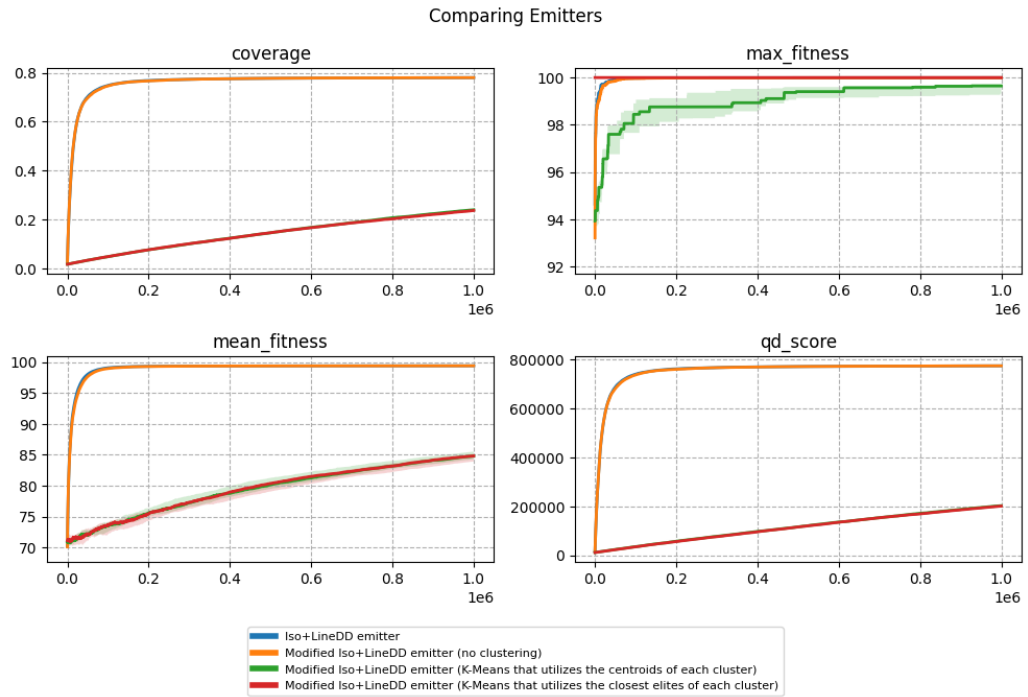 Comparing Emitters
coverage
0.8
0.6
0.4
0.2
0.0
0.0 0.2 0.4 0.6 0.8 1.0
1e6
max_fitness
100
98
96
94
92
0.0 0.2 0.4 0.6 0.8 1.0
1e6
mean_fitness
100
95
90
85
80
75
70
0.0 0.2 0.4 0.6 0.8 1.0
1e6
qd_score
800000
600000
400000
200000
0
0.0 0.2 0.4 0.6 0.8 1.0
1e6
Iso+LineDD emitter
Modified Iso+LineDD emitter (no clustering)
Modified Iso+LineDD emitter (K-Means that utilizes the centroids of each cluster)
Modified Iso+LineDD emitter (K-Means that utilizes the closest elites of each cluster)